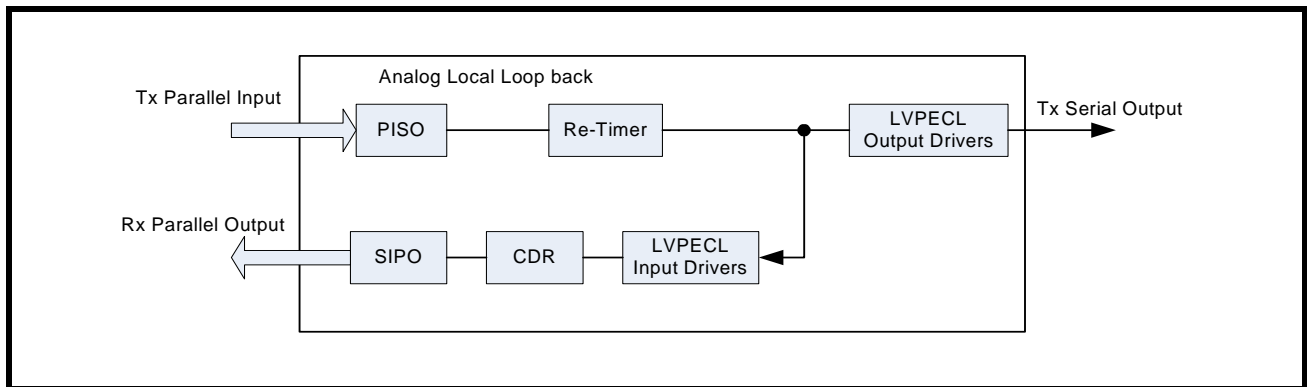 Analog Local Loop back
Tx Parallel Input
PISO
Re-Timer
LVPECL
Output Drivers
Tx Serial Output
Rx Parallel Output
SIPO
CDR
LVPECL
Input Drivers